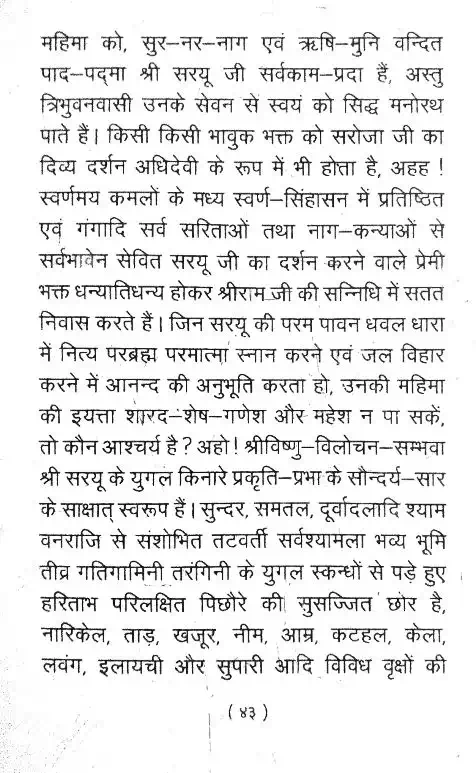 महिमा को, सुर–नर–नाग एवं ऋषि–मुनि वन्दित
पाद–पद्मा श्री सरयू जी सर्वकाम–प्रदा हैं, अस्तु
त्रिभुवनवासी उनके सेवन से स्वयं को सिद्ध मनोरथ
पाते हैं। किसी किसी भावुक भक्त को सरोजा जी का
दिव्य दर्शन अधिदेवी के रूप में भी होता है, अहह !
स्वर्णमय कमलों के मध्य स्वर्ण–सिंहासन में प्रतिष्ठित
एवं गंगादि सर्व सरिताओं तथा नाग–कन्याओं से
सर्वभावेन सेवित सरयू जी का दर्शन करने वाले प्रेमी
भक्त धन्यातिधन्य होकर श्रीराम जी की सन्निधि में सतत
निवास करते हैं। जिन सरयू की परम पावन धवल धारा
में नित्य परब्रह्म परमात्मा स्नान करने एवं जल विहार
करने में आनन्द की अनुभूति करता हो, उनकी महिमा
की इयत्ता शारद–शेष–गणेश और महेश न पा सकें,
तो कौन आश्चर्य है ? अहो ! श्रीविष्णु–विलोचन–सम्भवा
श्री सरयू के युगल किनारे प्रकृति–प्रभा के सौन्दर्य–सार
के साक्षात् स्वरूप हैं। सुन्दर, समतल, दूर्वादलादि श्याम
वनराजि से संशोभित तटवर्ती सर्वश्यामला भव्य भूमि
तीव्र गतिगामिनी तरंगिनी के युगल स्कन्धों से पड़े हुए
हरिताभ परिलक्षित पिछौरे की सुसज्जित छोर है,
नारिकेल, ताड़, खजूर, नीम, आम्र, कटहल, केला,
लवंग, इलायची और सुपारी आदि विविध वृक्षों की
( ४३ )